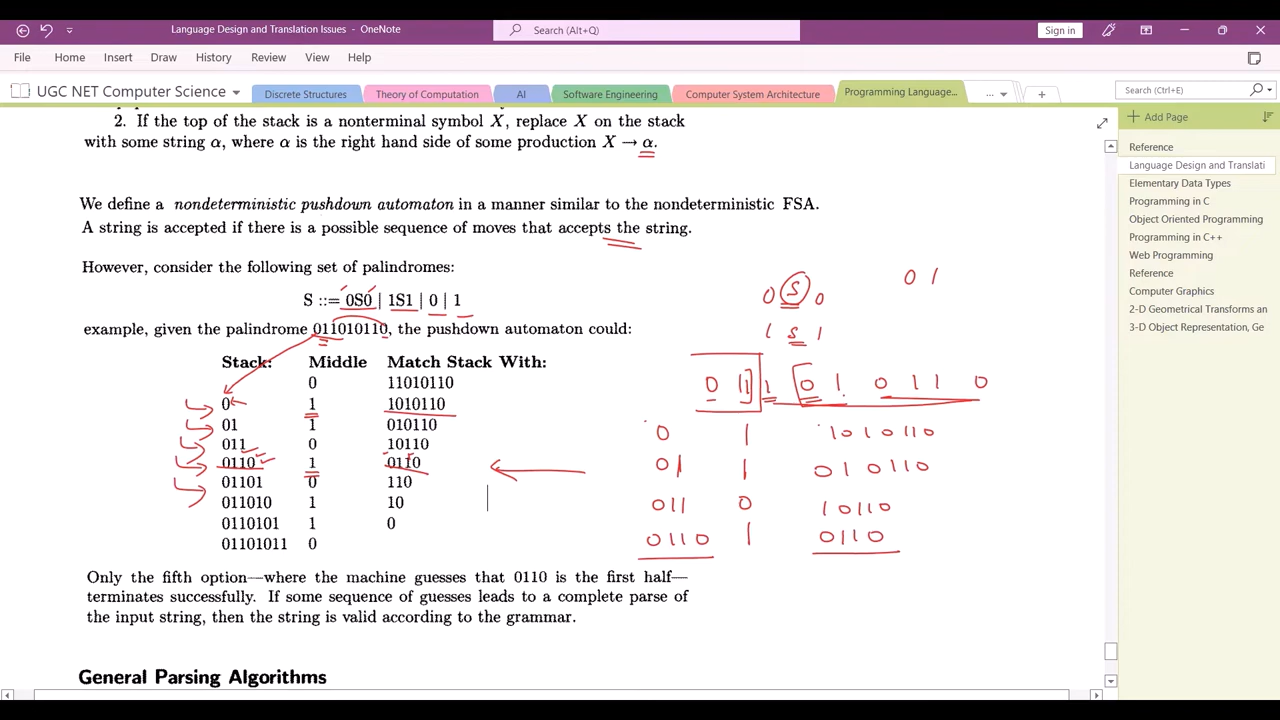 Language Design and Translation Issues - OneNote
Search (Alt+Q)
Sign in
File Home Insert Draw History Review View Help
UGC NET Computer Science
Discrete Structures Theory of Computation AI Software Engineering Computer System Architecture Programming Language... ...
Search (Ctrl+E)
Add Page
Reference
Language Design and Translati
Elementary Data Types
Programming in C
Object Oriented Programming
Programming in C++
Web Programming
Reference
Computer Graphics
2-D Geometrical Transforms an
3-D Object Representation, Ge
2. If the top of the stack is a nonterminal symbol X, replace X on the stack
with some string α, where α is the right hand side of some production X → α.
We define a nondeterministic pushdown automaton in a manner similar to the nondeterministic FSA.
A string is accepted if there is a possible sequence of moves that accepts the string.
However, consider the following set of palindromes:
S ::= 0S0 | 1S1 | 0 | 1
example, given the palindrome 011010110, the pushdown automaton could:
Stack: Middle Match Stack With:
0 11010110
0 1 1010110
01 1 010110
011 0 10110
0110 1 0110
01101 0 110
011010 1 10
0110101 1 0
01101011 0
Only the fifth option—where the machine guesses that 0110 is the first half—
terminates successfully. If some sequence of guesses leads to a complete parse of
the input string, then the string is valid according to the grammar.
General Parsing Algorithms
0 S 0
0 1
1 S 1
0 1 1 0 1 0 1 1 0
0 1 1010110
01 1 010110
011 0 10110
0110 1 0110